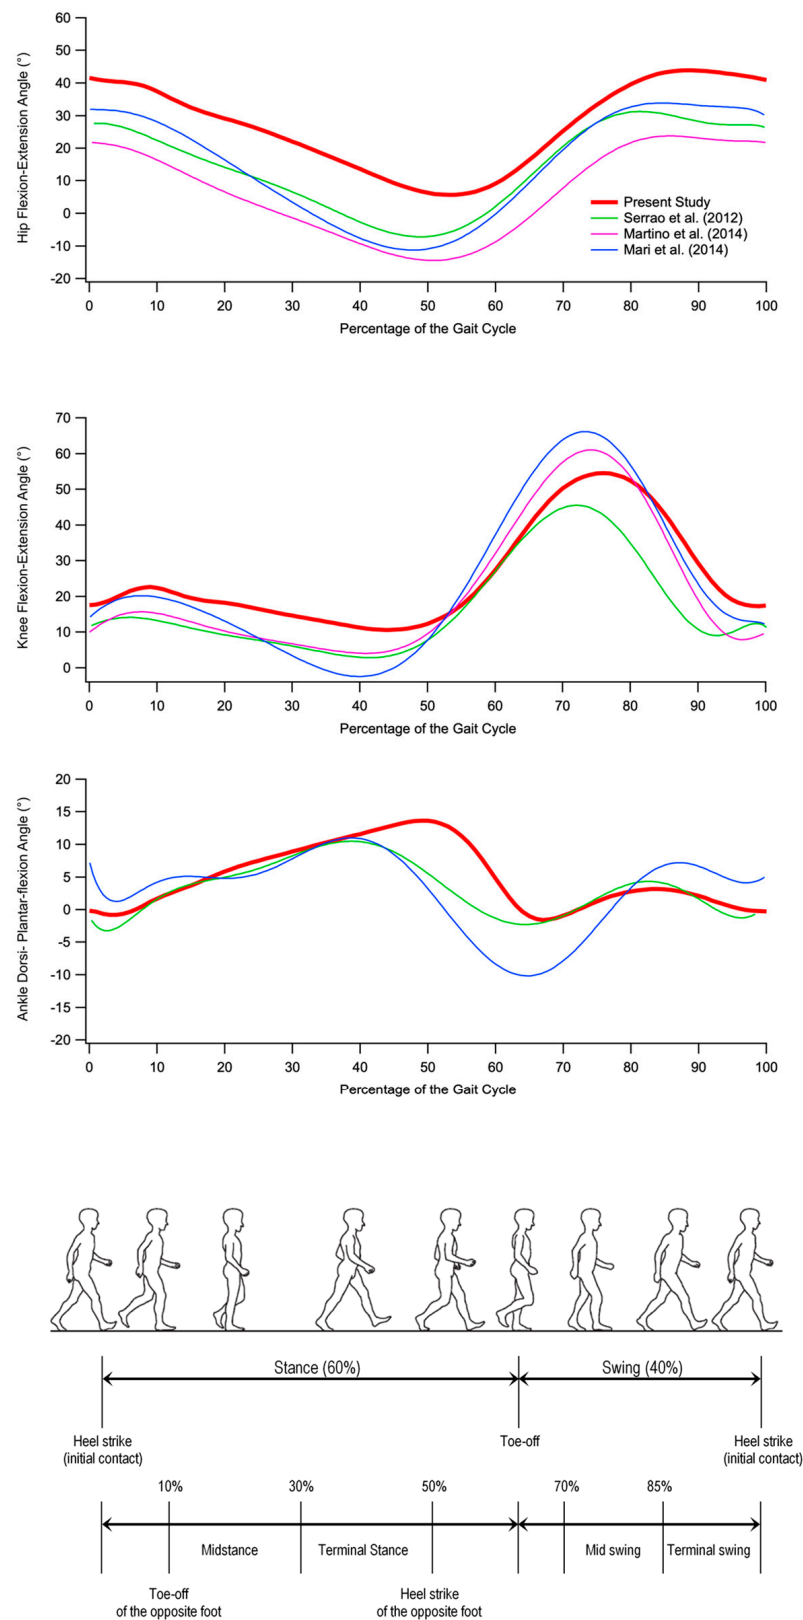 Hip Flexion-Extension Angle (°)
60
50
40
30
20
10
0
-10
-20
Present Study
Serrao et al. (2012)
Martino et al. (2014)
Mari et al. (2014)
0 10 20 30 40 50 60 70 80 90 100
Percentage of the Gait Cycle
Knee Flexion-Extension Angle (°)
70
60
50
40
30
20
10
0
0 10 20 30 40 50 60 70 80 90 100
Percentage of the Gait Cycle
Ankle Dorsi- Plantar-flexion Angle (°)
20
15
10
5
0
-5
-10
-15
-20
0 10 20 30 40 50 60 70 80 90 100
Percentage of the Gait Cycle
Stance (60%) Swing (40%)
Heel strike
(initial contact)
Toe-off
Heel strike
(initial contact)
10% 30% 50% 70% 85%
Midstance Terminal Stance Mid swing Terminal swing
Toe-off
of the opposite foot
Heel strike
of the opposite foot